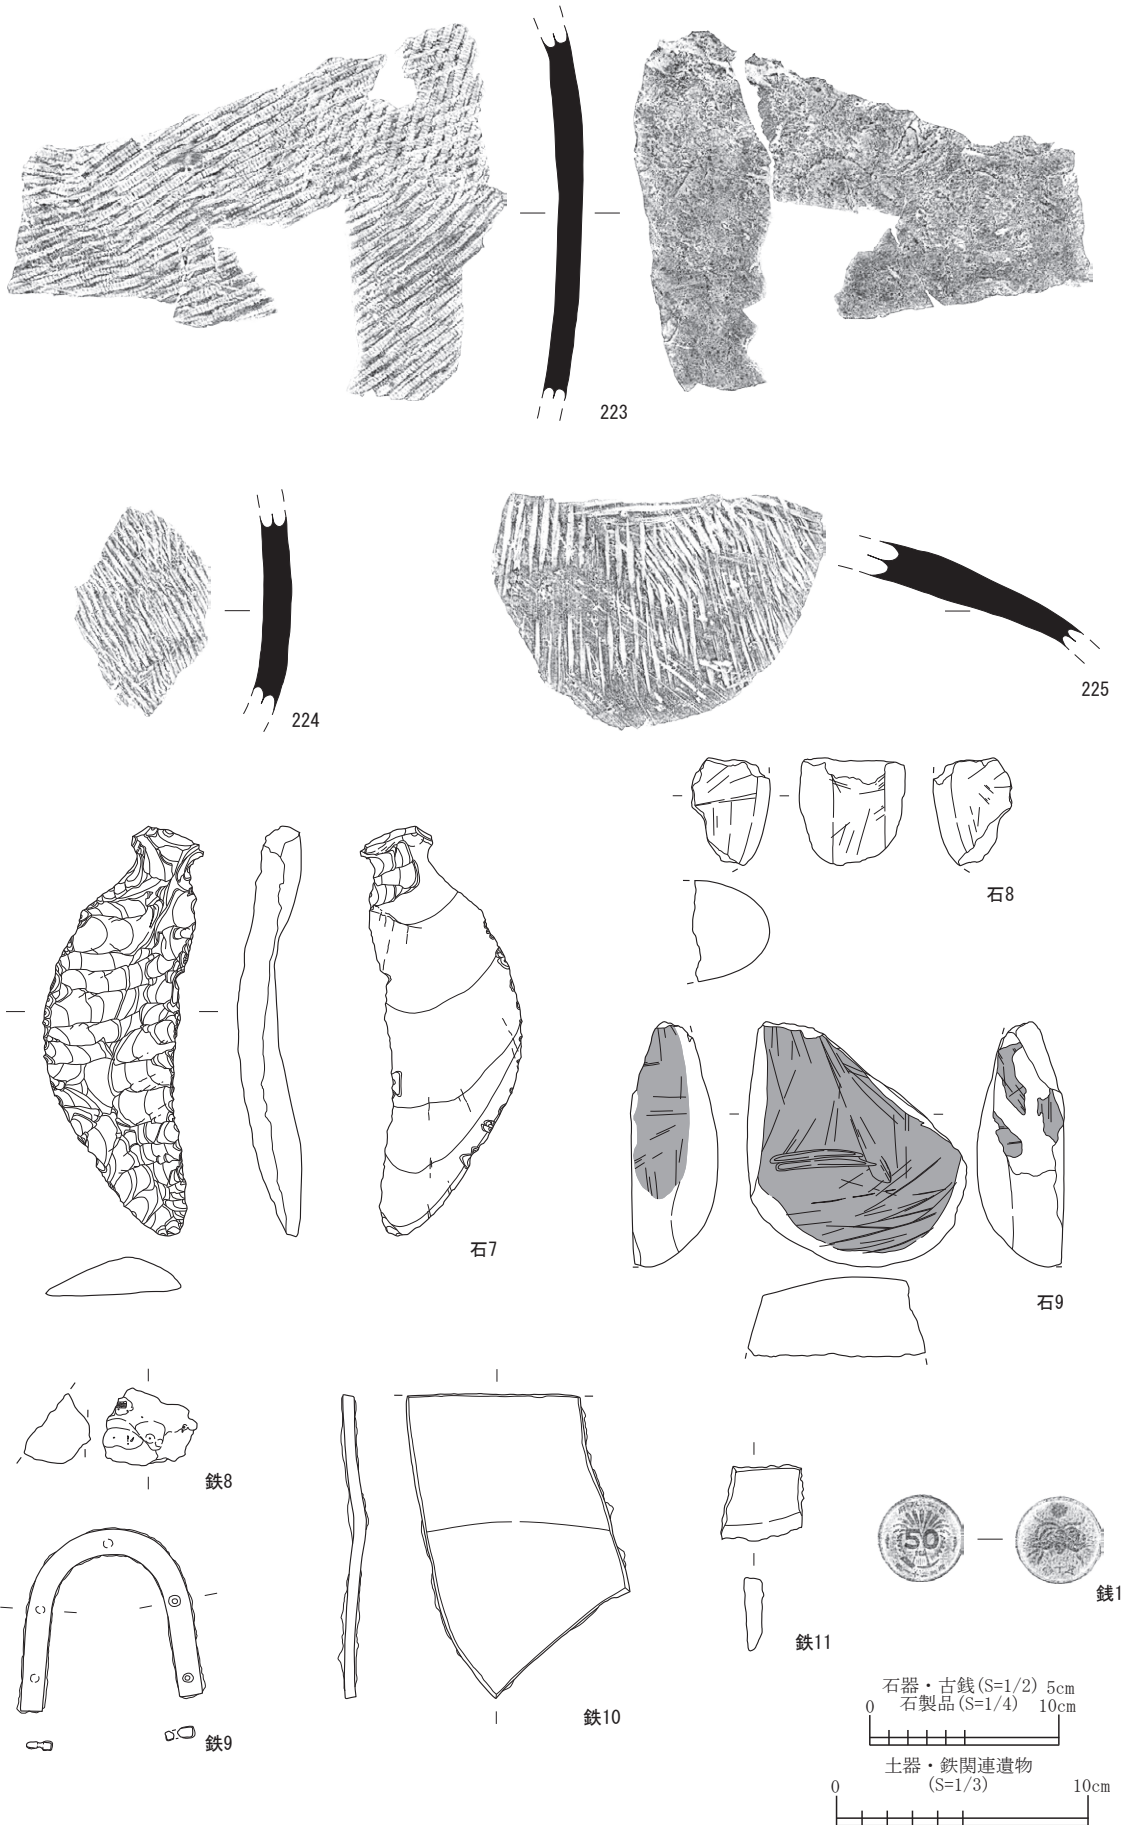 223
224
225
石8
石7
石9
鉄8
50
銭1
鉄11
鉄10
鉄9
石器・古銭(S=1/2) 5cm
0 石製品(S=1/4) 10cm
土器・鉄関連遺物
0 (S=1/3) 10cm